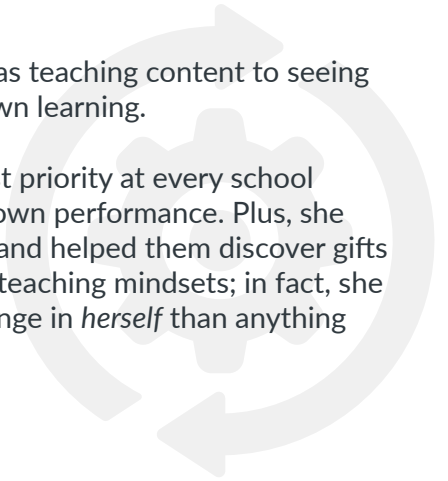 as teaching content to seeing
wn learning.
t priority at every school
own performance. Plus, she
and helped them discover gifts
teaching mindsets; in fact, she
nge in herself than anything